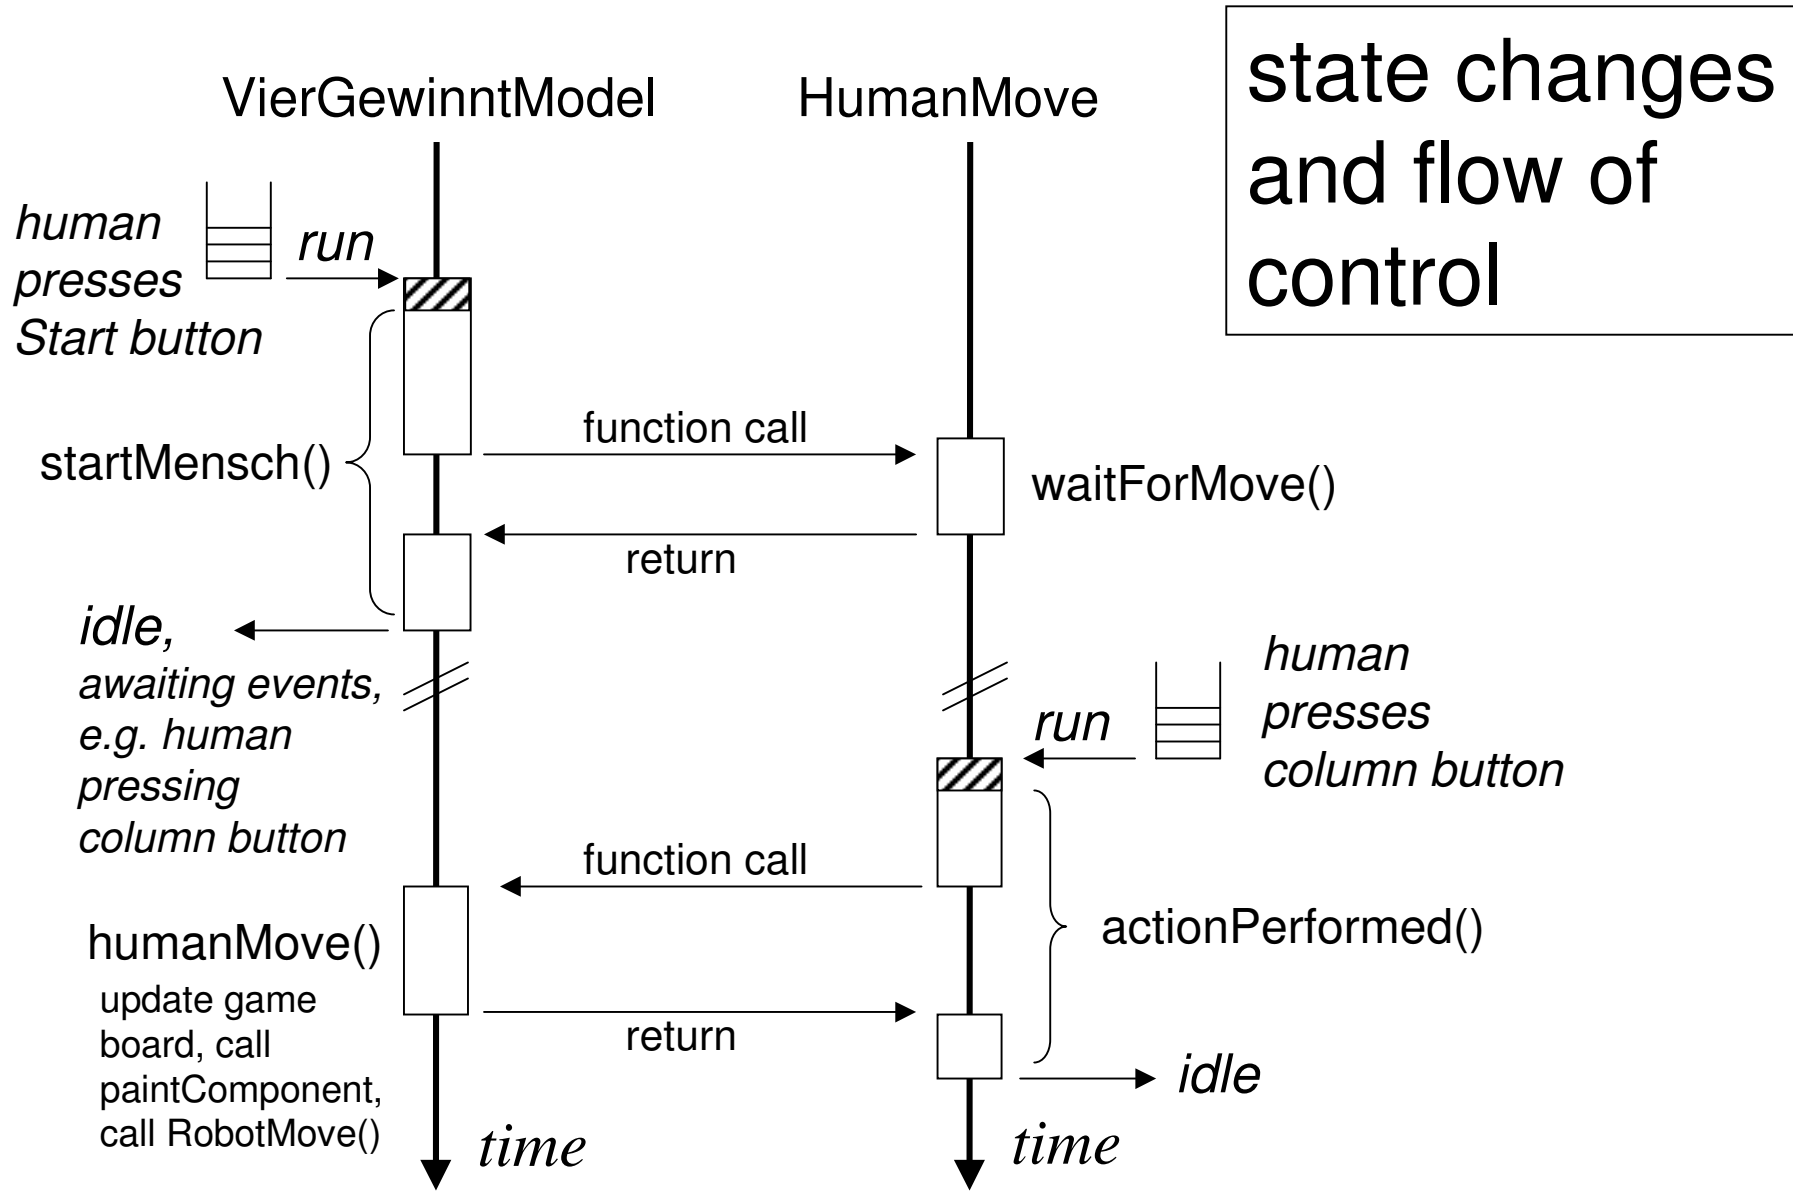 state changes
and flow of
control
VierGewinntModel
HumanMove
human
presses
Start button
run
startMensch()
function call
waitForMove()
return
idle,
awaiting events,
e.g. human
pressing
column button
run
human
presses
column button
function call
humanMove()
update game
board, call
paintComponent,
call RobotMove()
actionPerformed()
return
idle
time
time